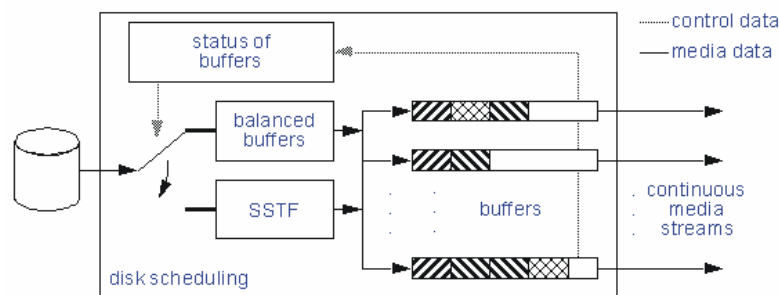 status of
buffers
control data
media data
balanced
buffers
SSTF
buffers
continuous
media
streams
disk scheduling